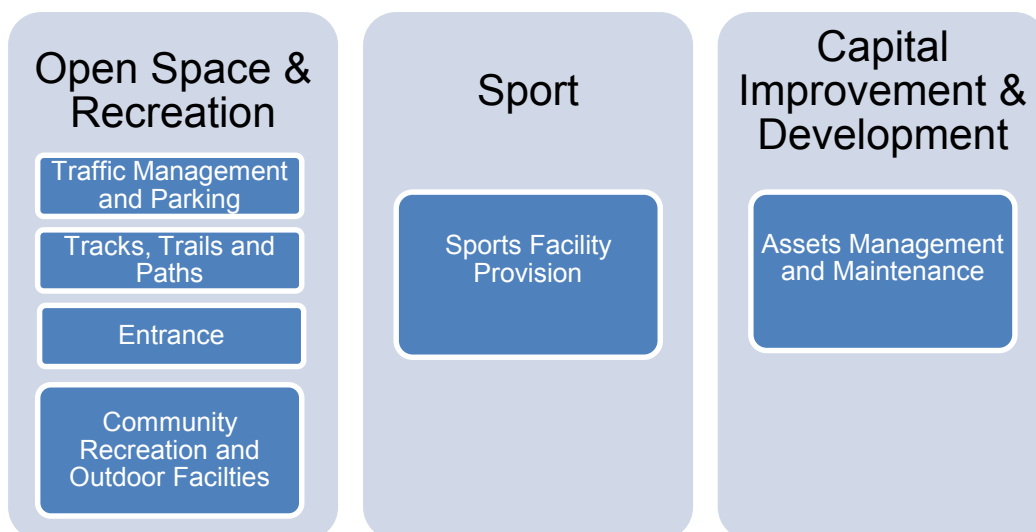 Open Space &
Recreation
Traffic Management
and Parking
Tracks, Trails and
Paths
Entrance
Community
Recreation and
Outdoor Facilties
Sport
Sports Facility
Provision
Capital
Improvement &
Development
Assets Management
and Maintenance